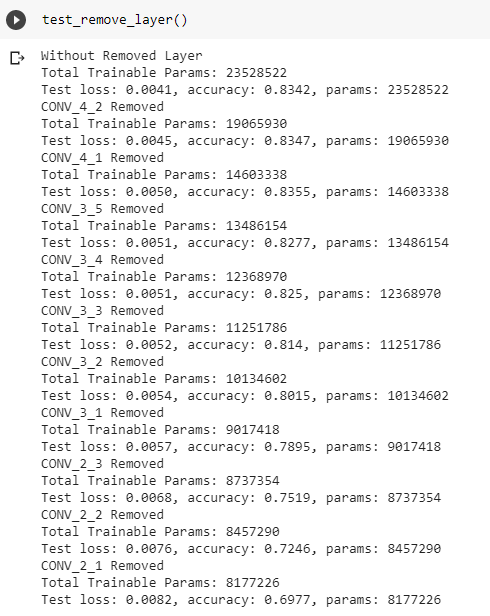 test_remove_layer()
Without Removed Layer
Total Trainable Params: 23528522
Test loss: 0.0041, accuracy: 0.8342, params: 23528522
CONV_4_2 Removed
Total Trainable Params: 19065930
Test loss: 0.0045, accuracy: 0.8347, params: 19065930
CONV_4_1 Removed
Total Trainable Params: 14603338
Test loss: 0.0050, accuracy: 0.8355, params: 14603338
CONV_3_5 Removed
Total Trainable Params: 13486154
Test loss: 0.0051, accuracy: 0.8277, params: 13486154
CONV_3_4 Removed
Total Trainable Params: 12368970
Test loss: 0.0051, accuracy: 0.825, params: 12368970
CONV_3_3 Removed
Total Trainable Params: 11251786
Test loss: 0.0052, accuracy: 0.814, params: 11251786
CONV_3_2 Removed
Total Trainable Params: 10134602
Test loss: 0.0054, accuracy: 0.8015, params: 10134602
CONV_3_1 Removed
Total Trainable Params: 9017418
Test loss: 0.0057, accuracy: 0.7895, params: 9017418
CONV_2_3 Removed
Total Trainable Params: 8737354
Test loss: 0.0068, accuracy: 0.7519, params: 8737354
CONV_2_2 Removed
Total Trainable Params: 8457290
Test loss: 0.0076, accuracy: 0.7246, params: 8457290
CONV_2_1 Removed
Total Trainable Params: 8177226
Test loss: 0.0082, accuracy: 0.6977, params: 8177226